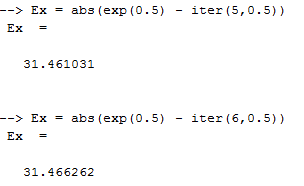 --> Ex = abs(exp(0.5) - iter(5,0.5))
Ex =
31.461031
--> Ex = abs(exp(0.5) - iter(6,0.5))
Ex =
31.466262